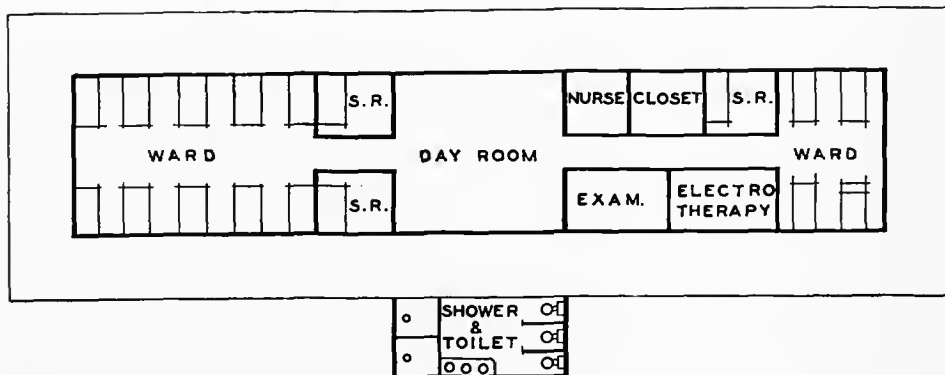 S.R.
NURSE
CLOSET
S.R.
WARD
DAY ROOM
WARD
S.R.
EXAM.
ELECTRO
THERAPY
SHOWER
&
TOILET